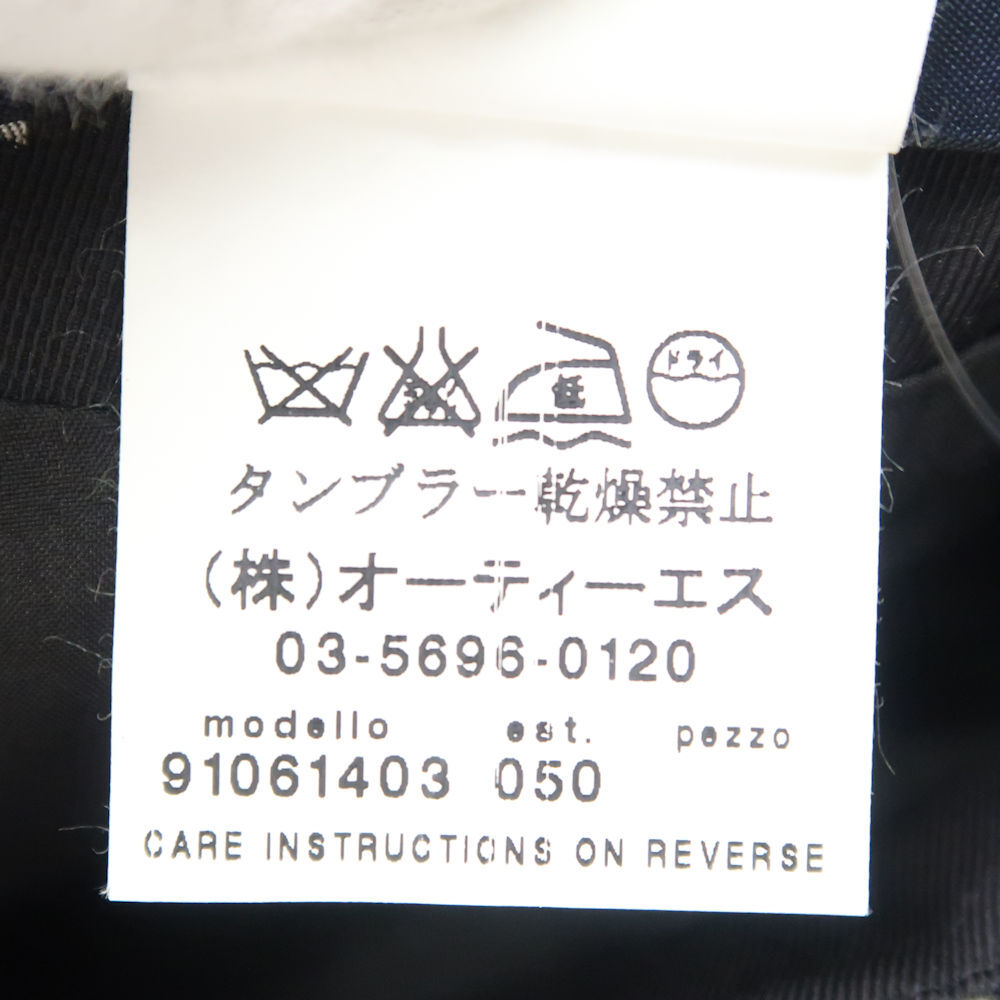 低 ドライ
タンブラー乾燥禁止
(株)オーティーエス
03-5696-0120
modello est. pezzo
91061403 050
CARE INSTRUCTIONS ON REVERSE